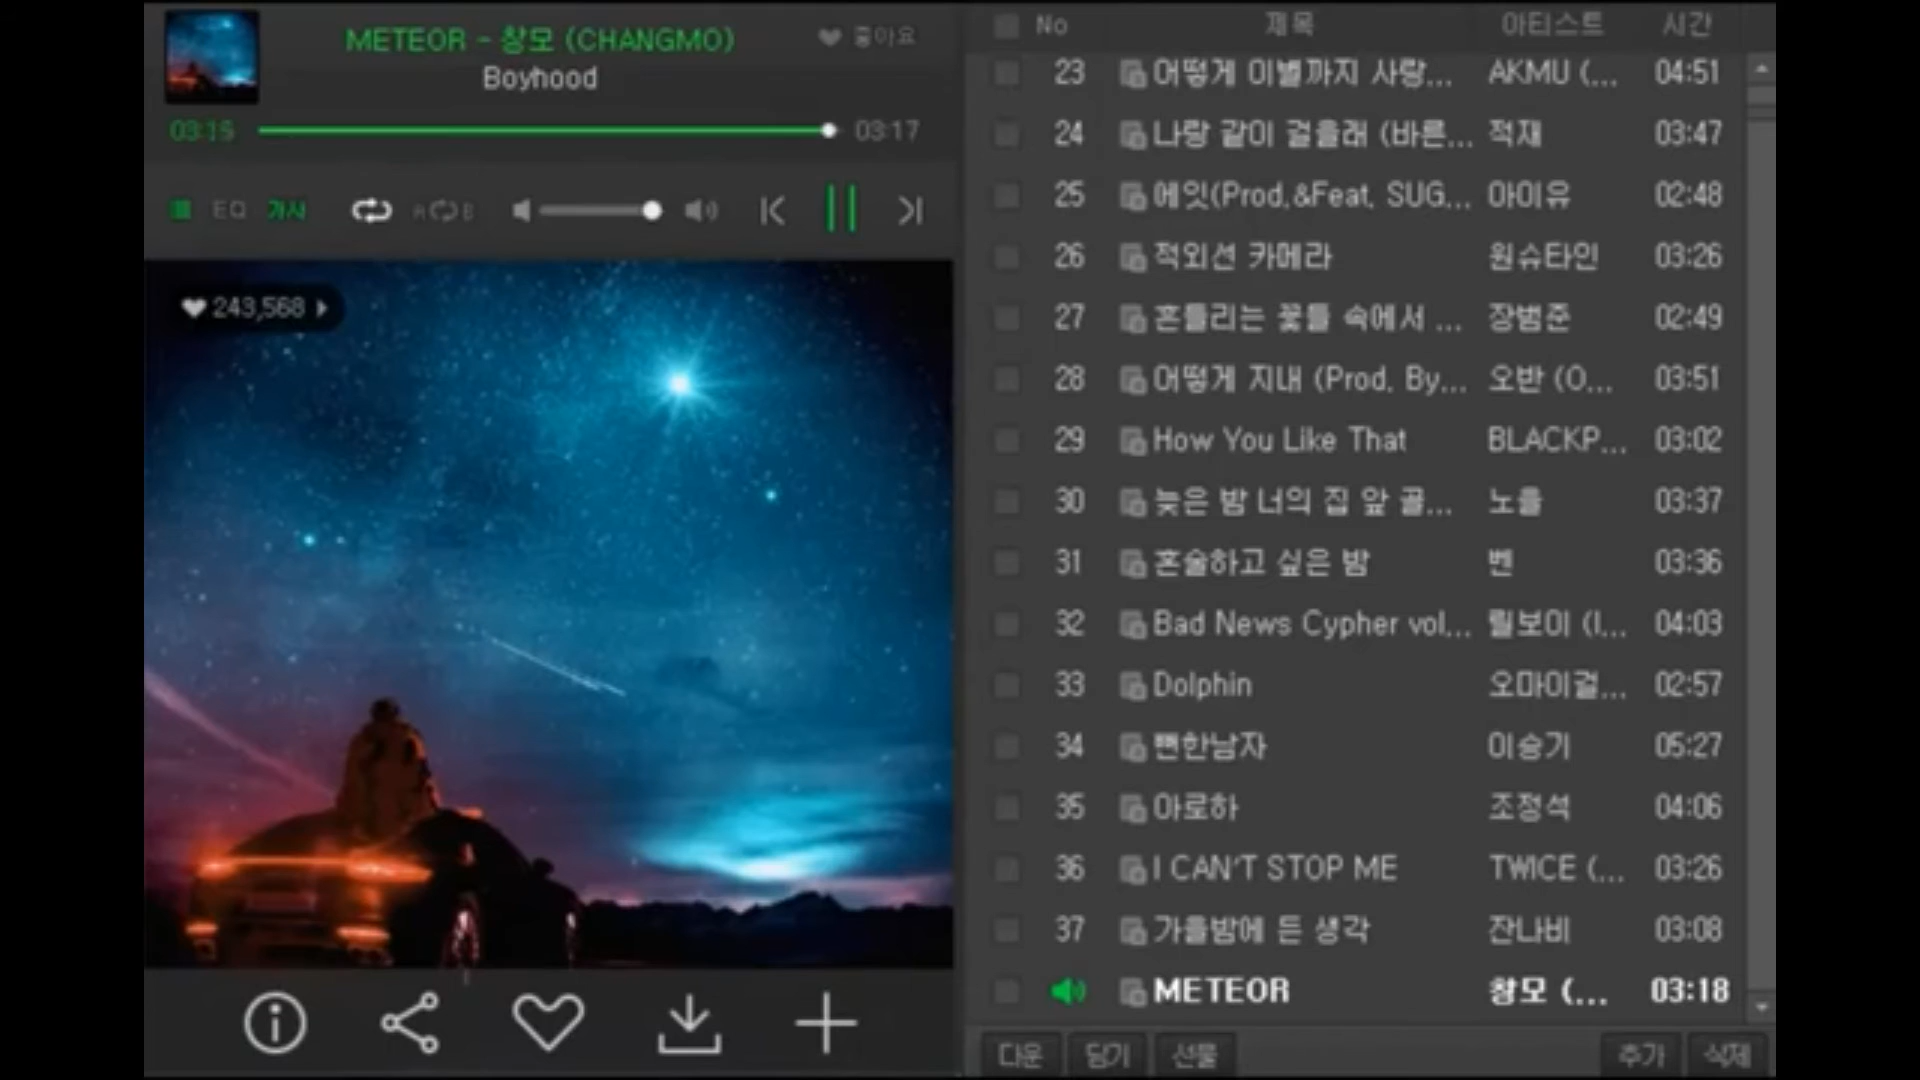 METEOR - 창모 (CHANGMO)
좋아요
Boyhood
03:15
03:17
EQ 가사
A B
243,568
No 제목 아티스트 시간
23 어떻게 이별까지 사랑... AKMU (... 04:51
24 나랑 같이 걸을래 (바른... 적재 03:47
25 에잇(Prod.&Feat. SUG... 아이유 02:48
26 적외선 카메라 원슈타인 03:26
27 흔들리는 꽃들 속에서 ... 장범준 02:49
28 어떻게 지내 (Prod. By... 오반 (O... 03:51
29 How You Like That BLACKP... 03:02
30 늦은 밤 너의 집 앞 골... 노을 03:37
31 혼술하고 싶은 밤 벤 03:36
32 Bad News Cypher vol... 릴보이 (l... 04:03
33 Dolphin 오마이걸... 02:57
34 뻔한남자 이승기 05:27
35 아로하 조정석 04:06
36 I CAN'T STOP ME TWICE (... 03:26
37 가을밤에 든 생각 잔나비 03:08
METEOR 창모 (... 03:18
다운 담기 선물 추가 삭제